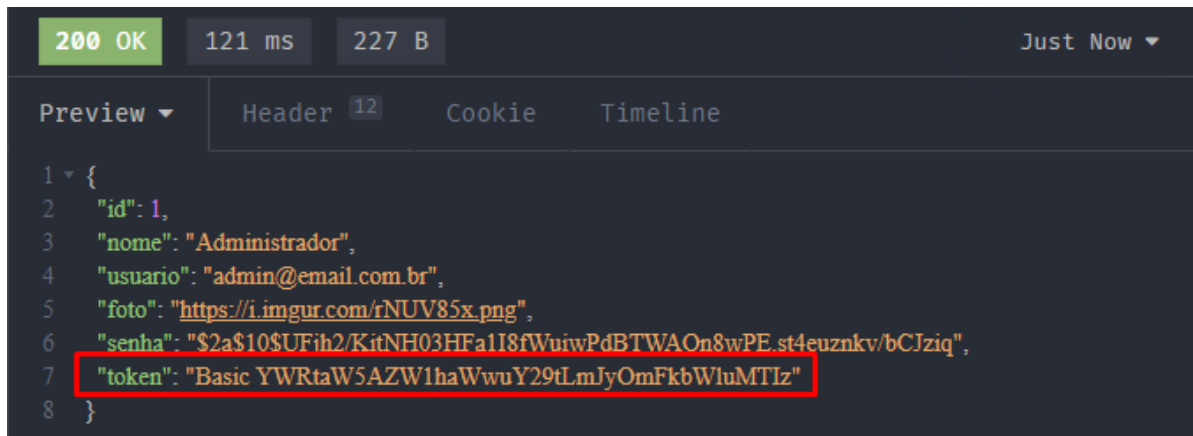 200 OK 121 ms 227 B Just Now
Preview Header 12 Cookie Timeline
1 {
2 "id": 1,
3 "nome": "Administrador",
4 "usuario": "admin@email.com.br",
5 "foto": "https://i.imgur.com/rNUV85x.png",
6 "senha": "$2a$10$UFih2/KitNH03HFa1I8fWuiwPdBTWAOn8wPE.st4euznkv/bCJziq",
7 "token": "Basic YWRtaW5AZW1haWwuY29tLmJyOmFkbWluMTIz"
8 }